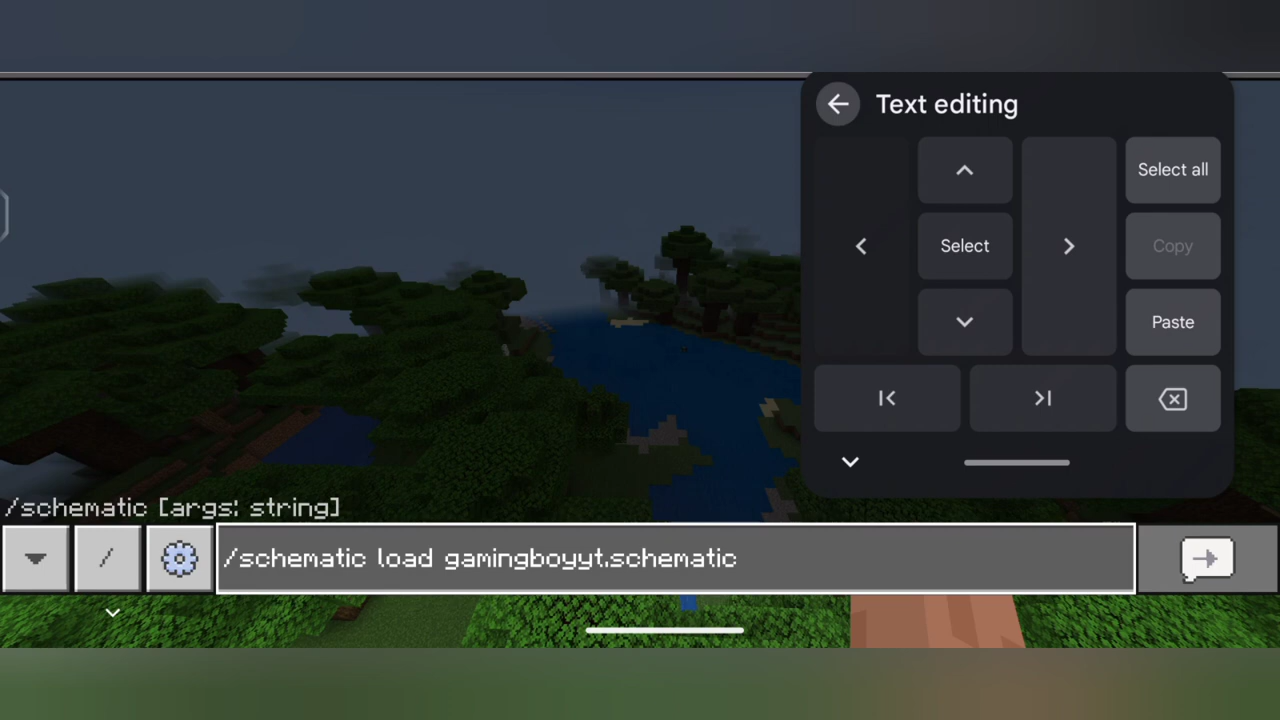 Text editing
Select all
Select
Copy
Paste
/schematic [args: string]
/
/schematic load gamingboyyt.schematic